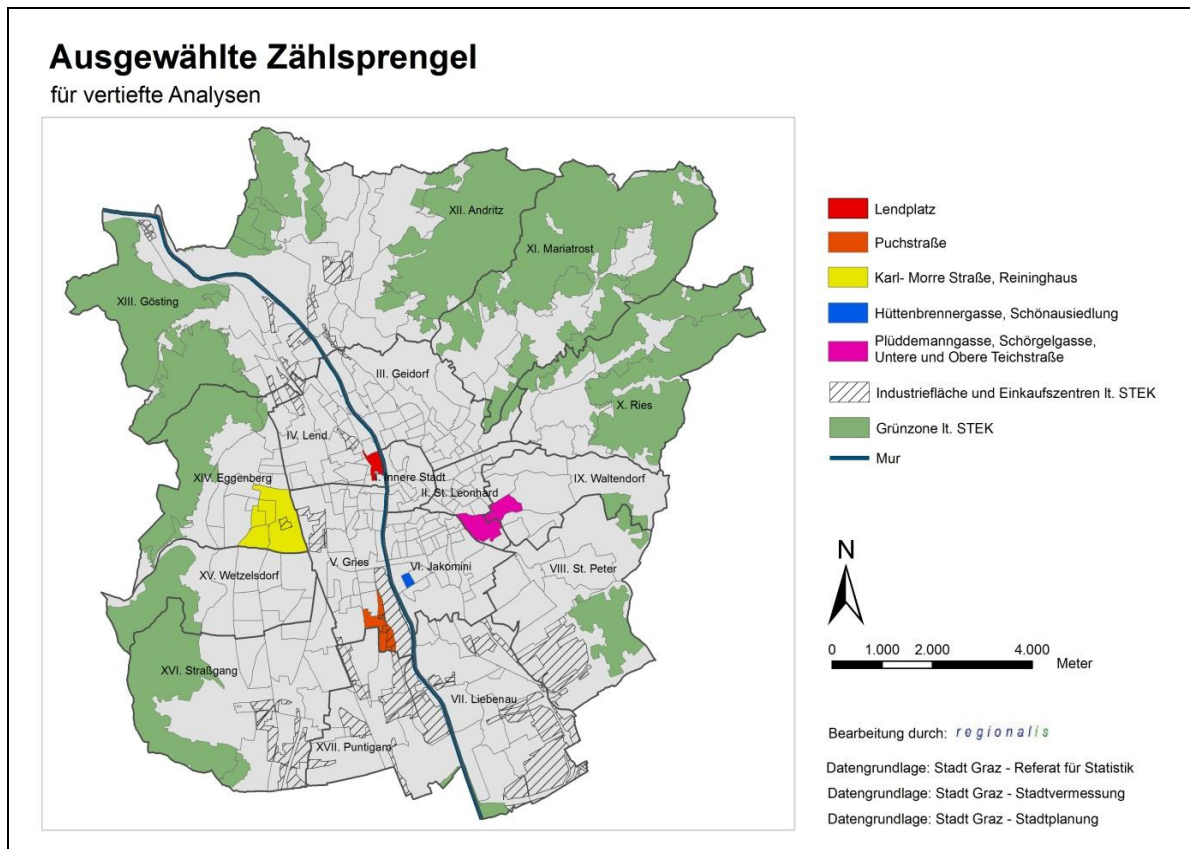 Ausgewählte Zählsprengel
für vertiefte Analysen
XII. Andritz
XI. Mariatrost
XIII. Gösting
III. Geidorf
X. Ries
IV. Lend
XIV. Eggenberg
I. Innere Stadt
II. St. Leonhard
IX. Waltendorf
V. Gries
VI. Jakomini
VIII. St. Peter
XV. Wetzelsdorf
XVI. Straßgang
VII. Liebenau
XVII. Puntigam
Lendplatz
Puchstraße
Karl- Morre Straße, Reininghaus
Hüttenbrennergasse, Schönausiedlung
Plüddemanngasse, Schörgelgasse,
Untere und Obere Teichstraße
Industriefläche und Einkaufszentren lt. STEK
Grünzone lt. STEK
Mur
N
0 1.000 2.000 4.000
Meter
Bearbeitung durch: regionalis
Datengrundlage: Stadt Graz - Referat für Statistik
Datengrundlage: Stadt Graz - Stadtvermessung
Datengrundlage: Stadt Graz - Stadtplanung